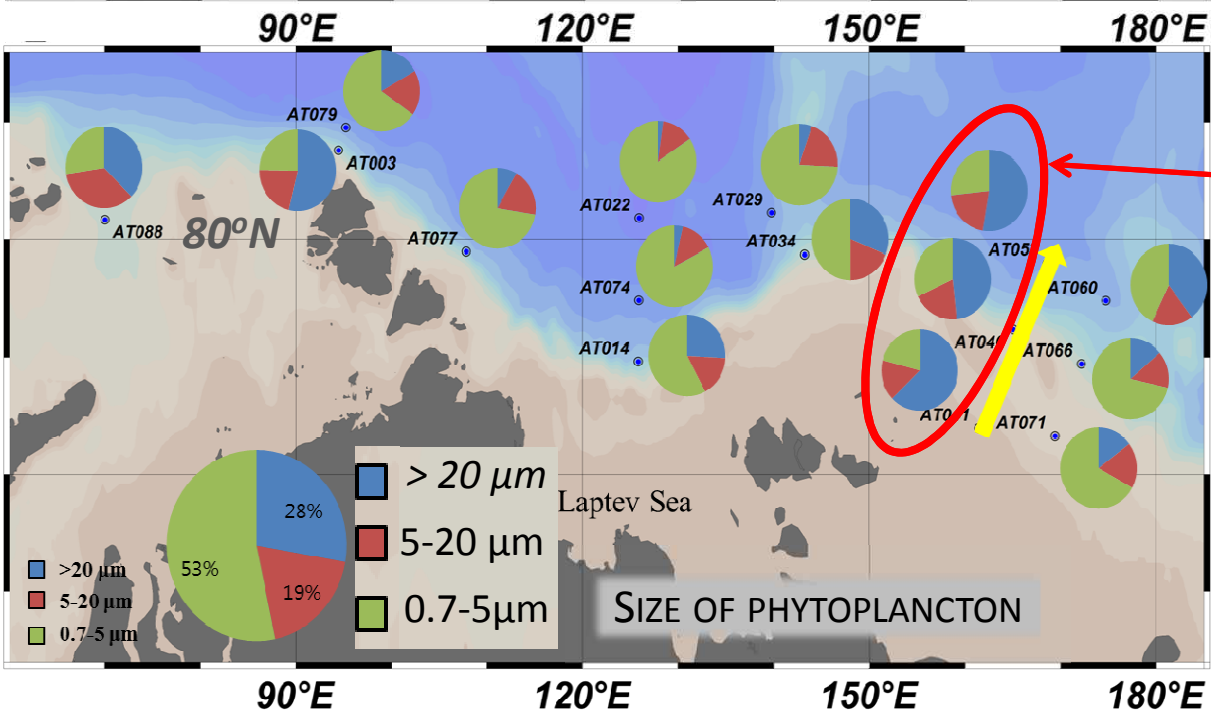 90°E 120°E 150°E 180°E
AT079
AT003
AT088
80°N
AT077
AT022
AT029
AT034
AT074
AT014
AT060
AT066
AT071
28%
53%
19%
>20 µm
5-20 µm
0.7-5 µm
> 20 µm
5-20 µm
0.7-5µm
Laptev Sea
SIZE OF PHYTOPLANCTON
90°E 120°E 150°E 180°E